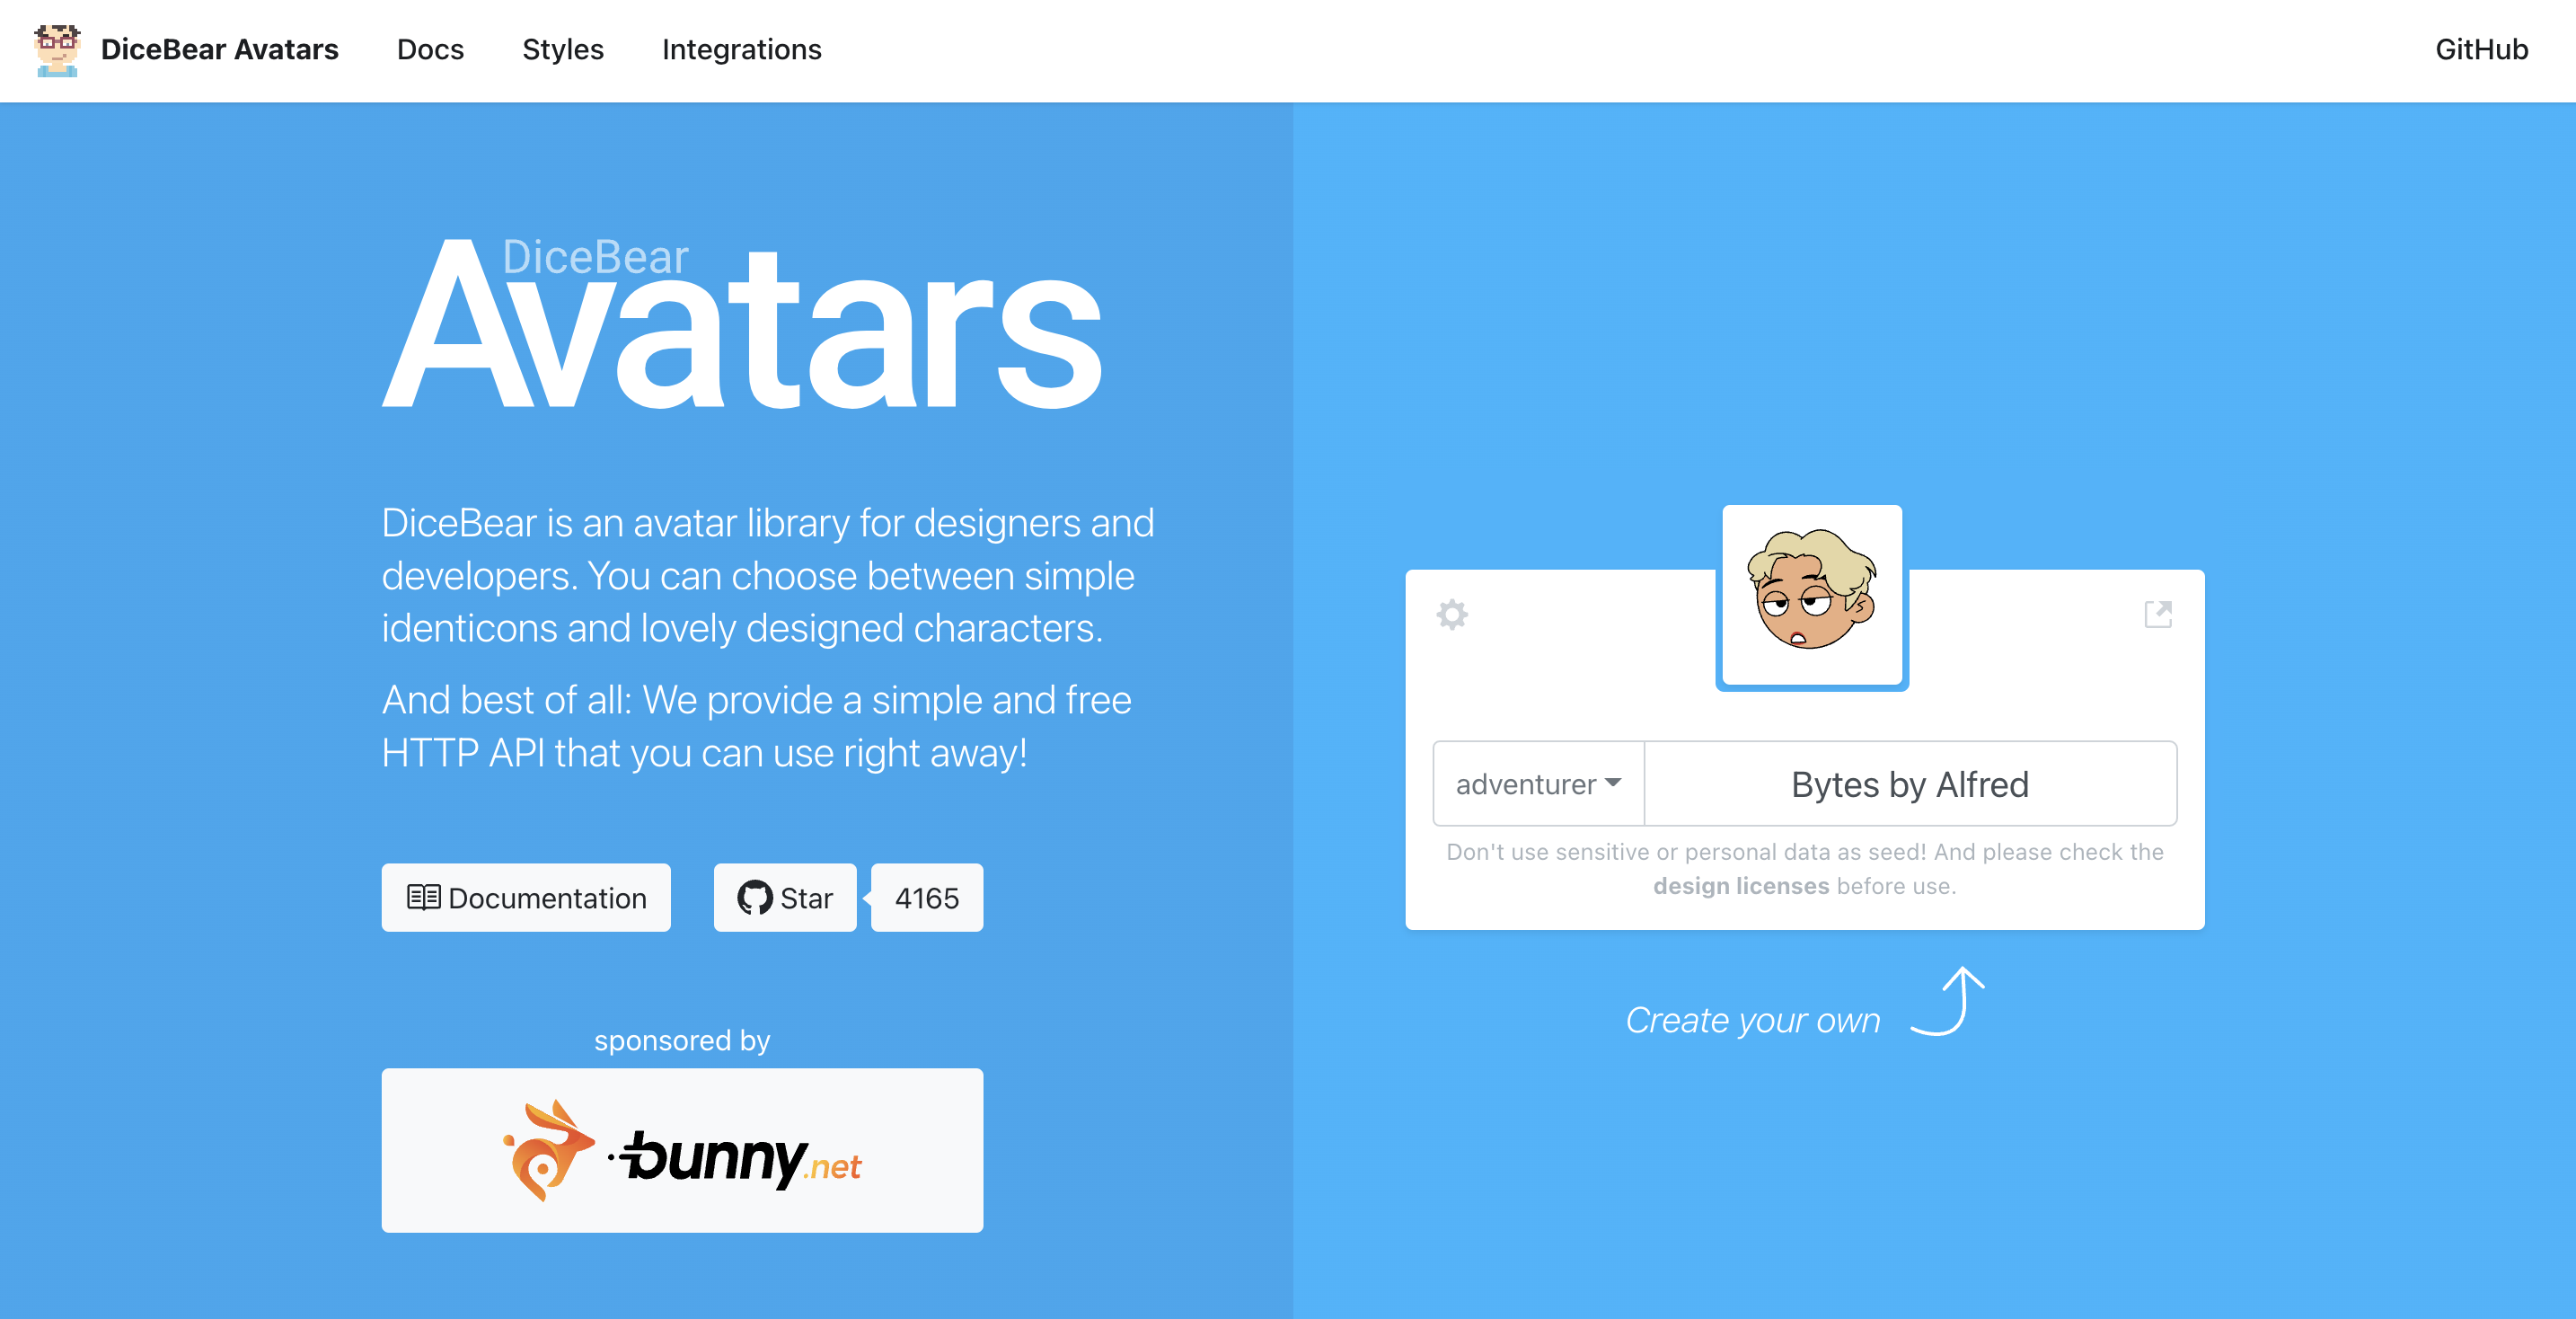 DiceBear Avatars Docs Styles Integrations GitHub
DiceBear
Avatars
DiceBear is an avatar library for designers and
developers. You can choose between simple
identicons and lovely designed characters.
And best of all: We provide a simple and free
HTTP API that you can use right away!
Documentation Star 4165
sponsored by
bunny.net
adventurer Bytes by Alfred
Don't use sensitive or personal data as seed! And please check the
design licenses before use.
Create your own